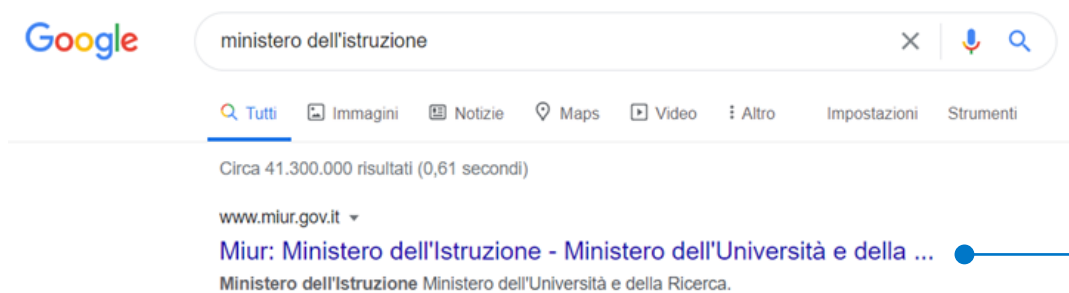 Google
ministero dell'istruzione
Tutti Immagini Notizie Maps Video Altro Impostazioni Strumenti
Circa 41.300.000 risultati (0,61 secondi)
www.miur.gov.it
Miur: Ministero dell'Istruzione - Ministero dell'Università e della ...
Ministero dell'Istruzione Ministero dell'Università e della Ricerca.